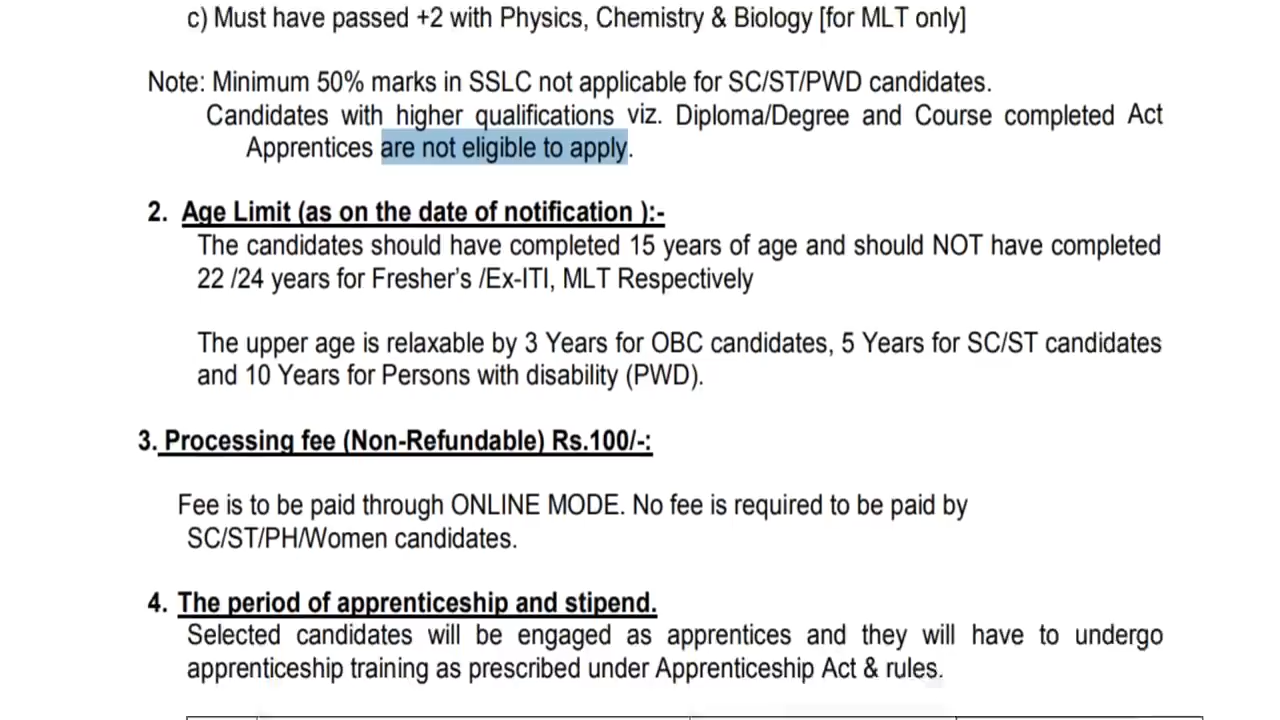 c) Must have passed +2 with Physics, Chemistry & Biology [for MLT only]
Note: Minimum 50% marks in SSLC not applicable for SC/ST/PWD candidates.
Candidates with higher qualifications viz. Diploma/Degree and Course completed Act
Apprentices are not eligible to apply.
2. Age Limit (as on the date of notification ):-
The candidates should have completed 15 years of age and should NOT have completed
22 /24 years for Fresher's /Ex-ITI, MLT Respectively
The upper age is relaxable by 3 Years for OBC candidates, 5 Years for SC/ST candidates
and 10 Years for Persons with disability (PWD).
3. Processing fee (Non-Refundable) Rs.100/-:
Fee is to be paid through ONLINE MODE. No fee is required to be paid by
SC/ST/PH/Women candidates.
4. The period of apprenticeship and stipend.
Selected candidates will be engaged as apprentices and they will have to undergo
apprenticeship training as prescribed under Apprenticeship Act & rules.